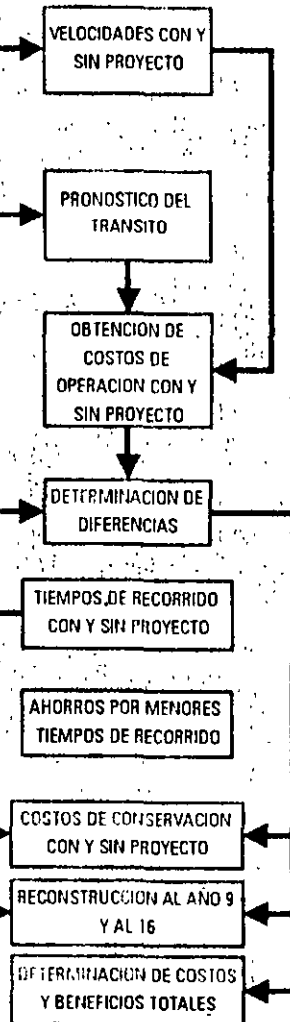 VELOCIDADES CON Y
SIN PROYECTO
PRONOSTICO DEL
TRANSITO
OBTENCION DE
COSTOS DE
OPERACION CON Y
SIN PROYECTO
DETERMINACION DE
DIFERENCIAS
TIEMPOS DE RECORRIDO
CON Y SIN PROYECTO
AHORROS POR MENORES
TIEMPOS DE RECORRIDO
COSTOS DE CONSERVACION
CON Y SIN PROYECTO
RECONSTRUCCION AL AÑO 9
Y AL 16
DETERMINACION DE COSTOS
Y BENEFICIOS TOTALES